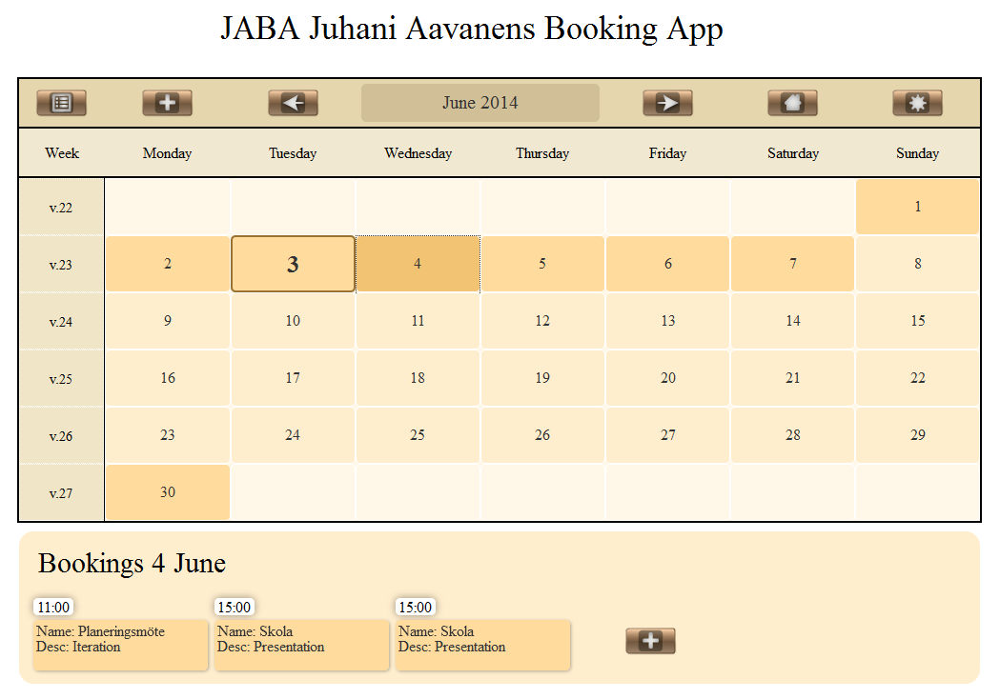 JABA Juhani Aavanens Booking App
June 2014
Week Monday Tuesday Wednesday Thursday Friday Saturday Sunday
v.22 1
v.23 2 3 4 5 6 7 8
v.24 9 10 11 12 13 14 15
v.25 16 17 18 19 20 21 22
v.26 23 24 25 26 27 28 29
v.27 30
Bookings 4 June
11:00 15:00 15:00
Name: Planeringsmöte Name: Skola Name: Skola
Desc: Iteration Desc: Presentation Desc: Presentation